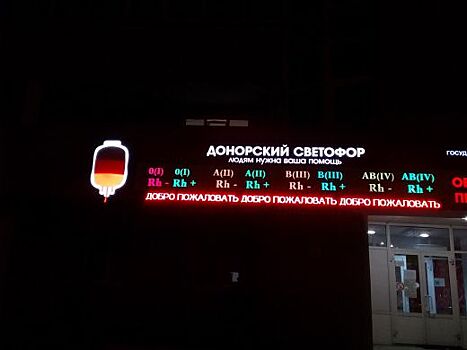 ДОНОРСКИЙ СВЕТОФОР
ЛЮДЯМ НУЖНА ВАША ПОМОЩЬ
0(I) 0(I) A(II) A(II) B(III) B(III) AB(IV) AB(IV)
Rh - Rh + Rh - Rh + Rh - Rh + Rh - Rh +
ДОБРО ПОЖАЛОВАТЬ ДОБРО ПОЖАЛОВАТЬ ДОБРО ПОЖАЛОВАТЬ
ГОСУД